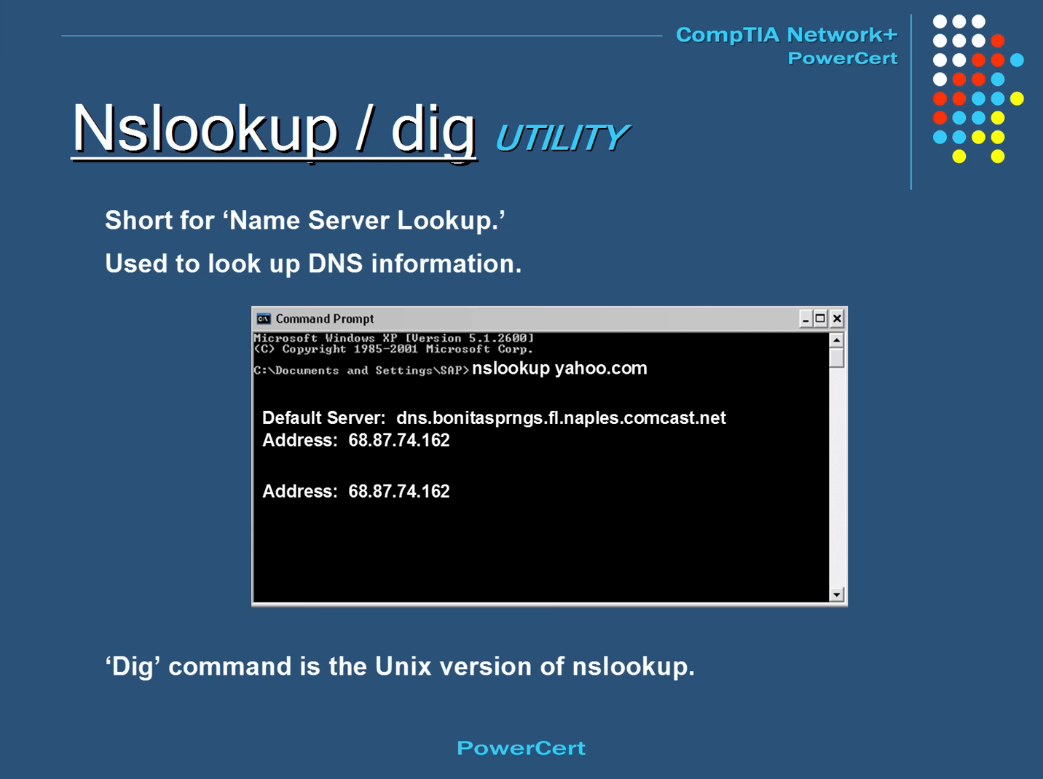 CompTIA Network+
PowerCert
Nslookup / dig UTILITY
Short for ‘Name Server Lookup.’
Used to look up DNS information.
Command Prompt
Microsoft Windows XP [Version 5.1.2600]
(C) Copyright 1985-2001 Microsoft Corp.
C:\Documents and Settings\SAP>nslookup yahoo.com
Default Server: dns.bonitasprngs.fl.naples.comcast.net
Address: 68.87.74.162
Address: 68.87.74.162
‘Dig’ command is the Unix version of nslookup.
PowerCert